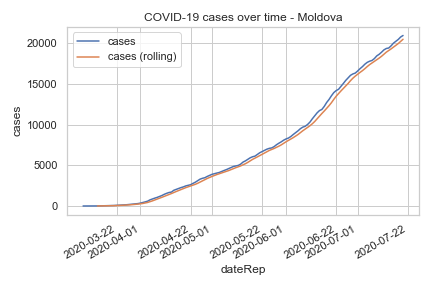 COVID-19 cases over time - Moldova
cases
cases (rolling)
20000
15000
10000
5000
0
cases
2020-03-22
2020-04-01
2020-04-22
2020-05-01
2020-05-22
2020-06-01
2020-06-22
2020-07-01
2020-07-22
dateRep